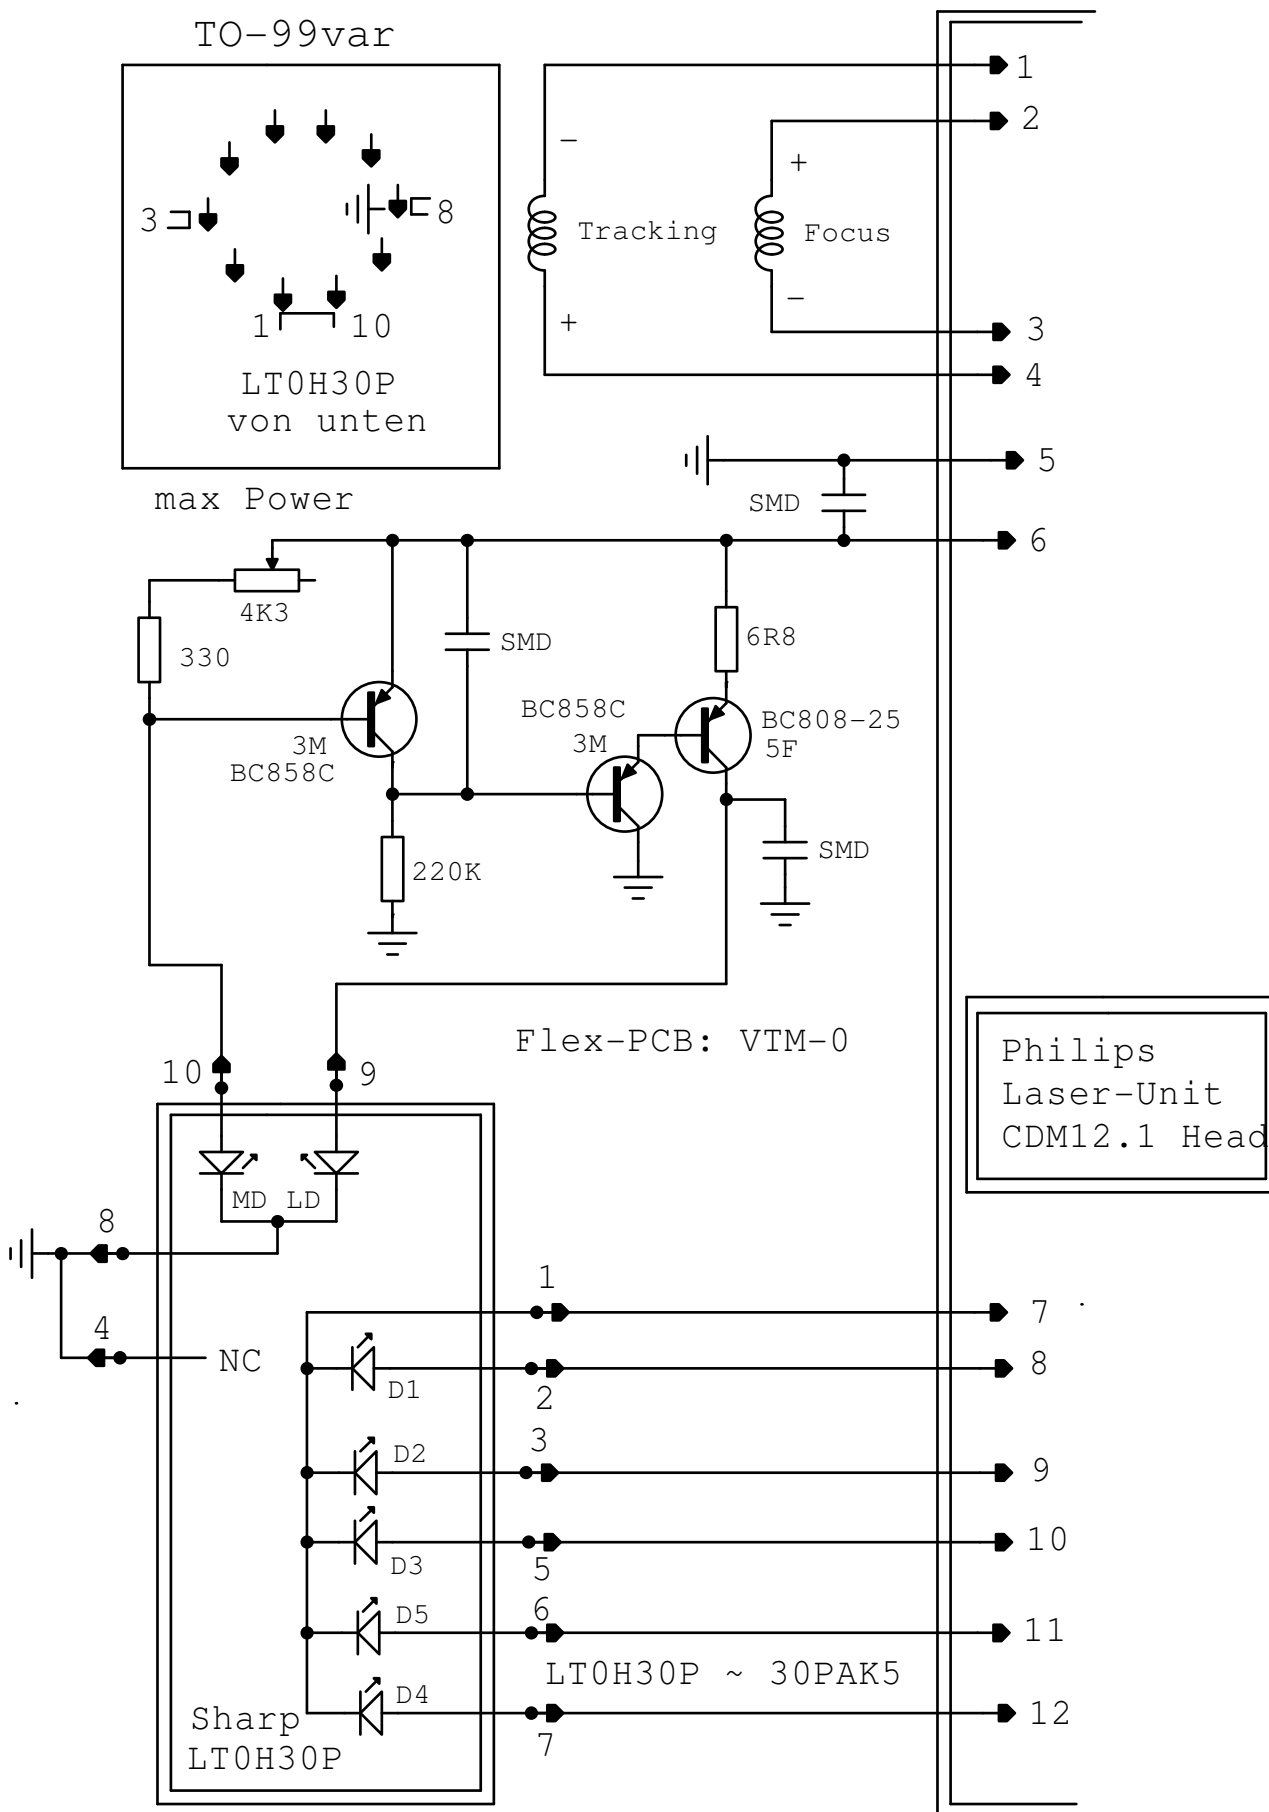 TO-99var
3
8
1
10
LT0H30P
von unten
max Power
-
Tracking
+
+
Focus
-
1
2
3
4
5
SMD
6
4K3
330
SMD
6R8
3M
BC858C
BC858C
3M
BC808-25
5F
220K
SMD
Flex-PCB: VTM-0
10
9
Philips
Laser-Unit
CDM12.1 Head
MD
LD
8
4
NC
1
7
D1
2
8
D2
3
9
D3
5
10
D5
6
11
LT0H30P ~ 30PAK5
D4
7
12
Sharp
LT0H30P